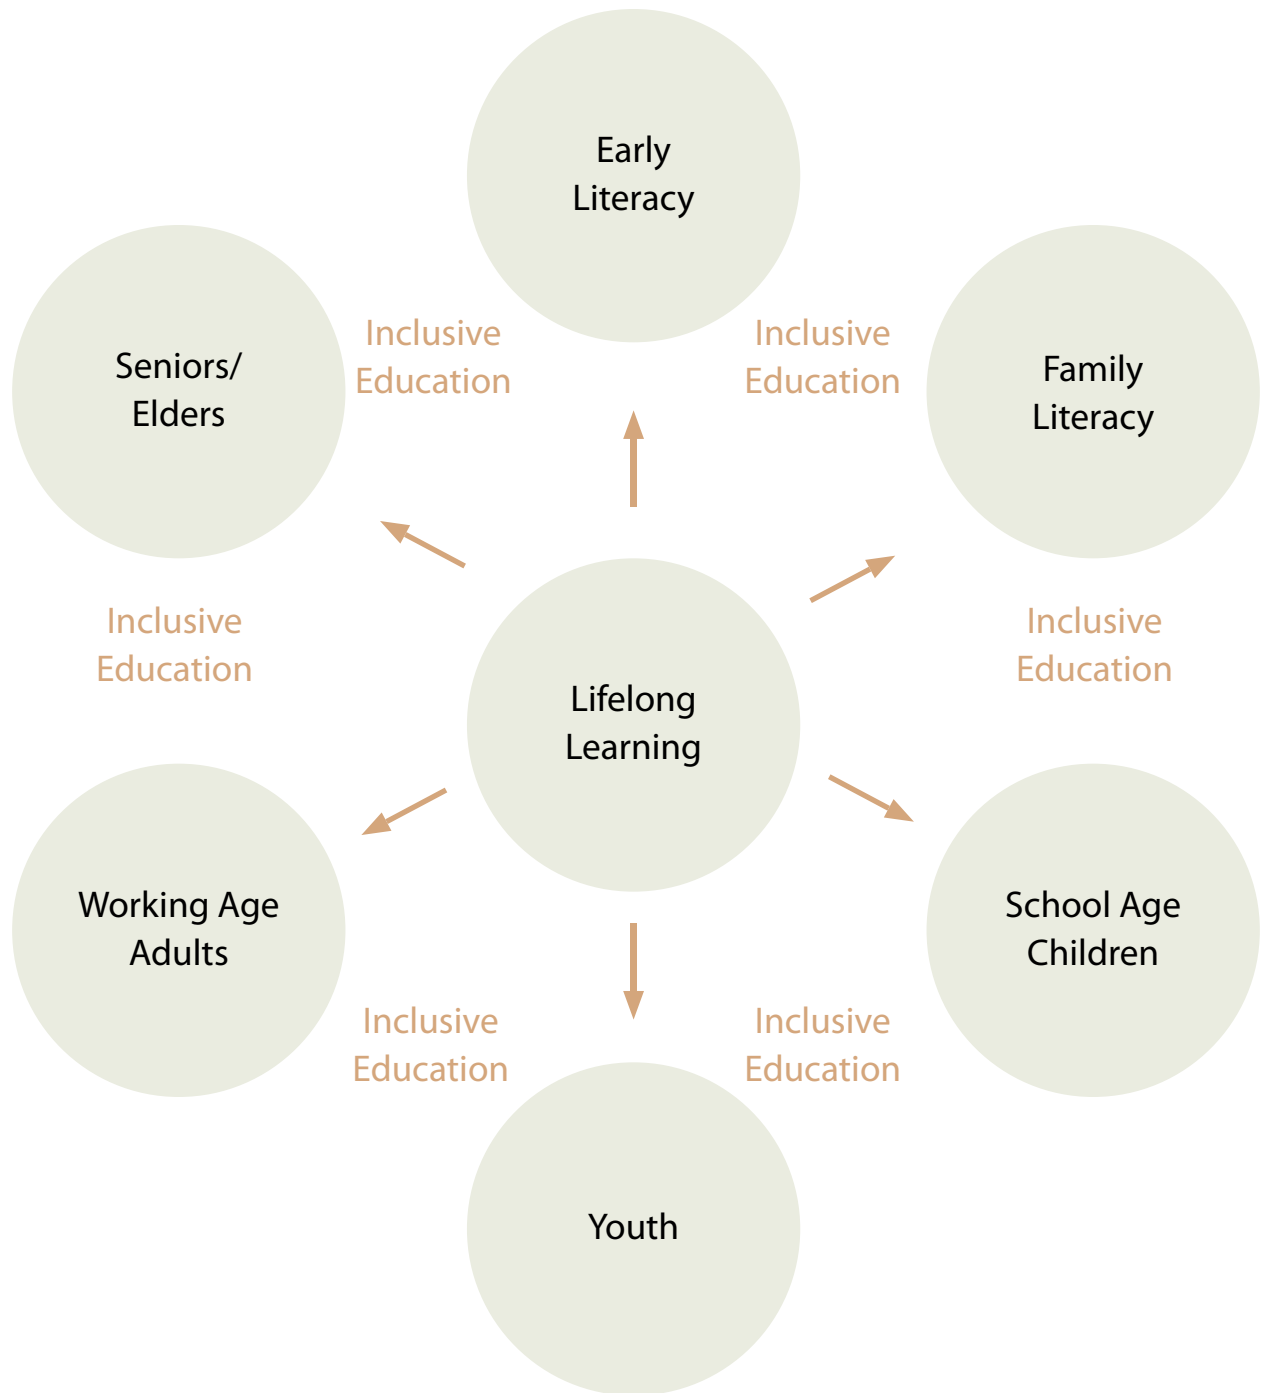 Early
Literacy
Inclusive
Education
Inclusive
Education
Seniors/
Elders
Family
Literacy
Inclusive
Education
Inclusive
Education
Lifelong
Learning
Working Age
Adults
School Age
Children
Inclusive
Education
Inclusive
Education
Youth